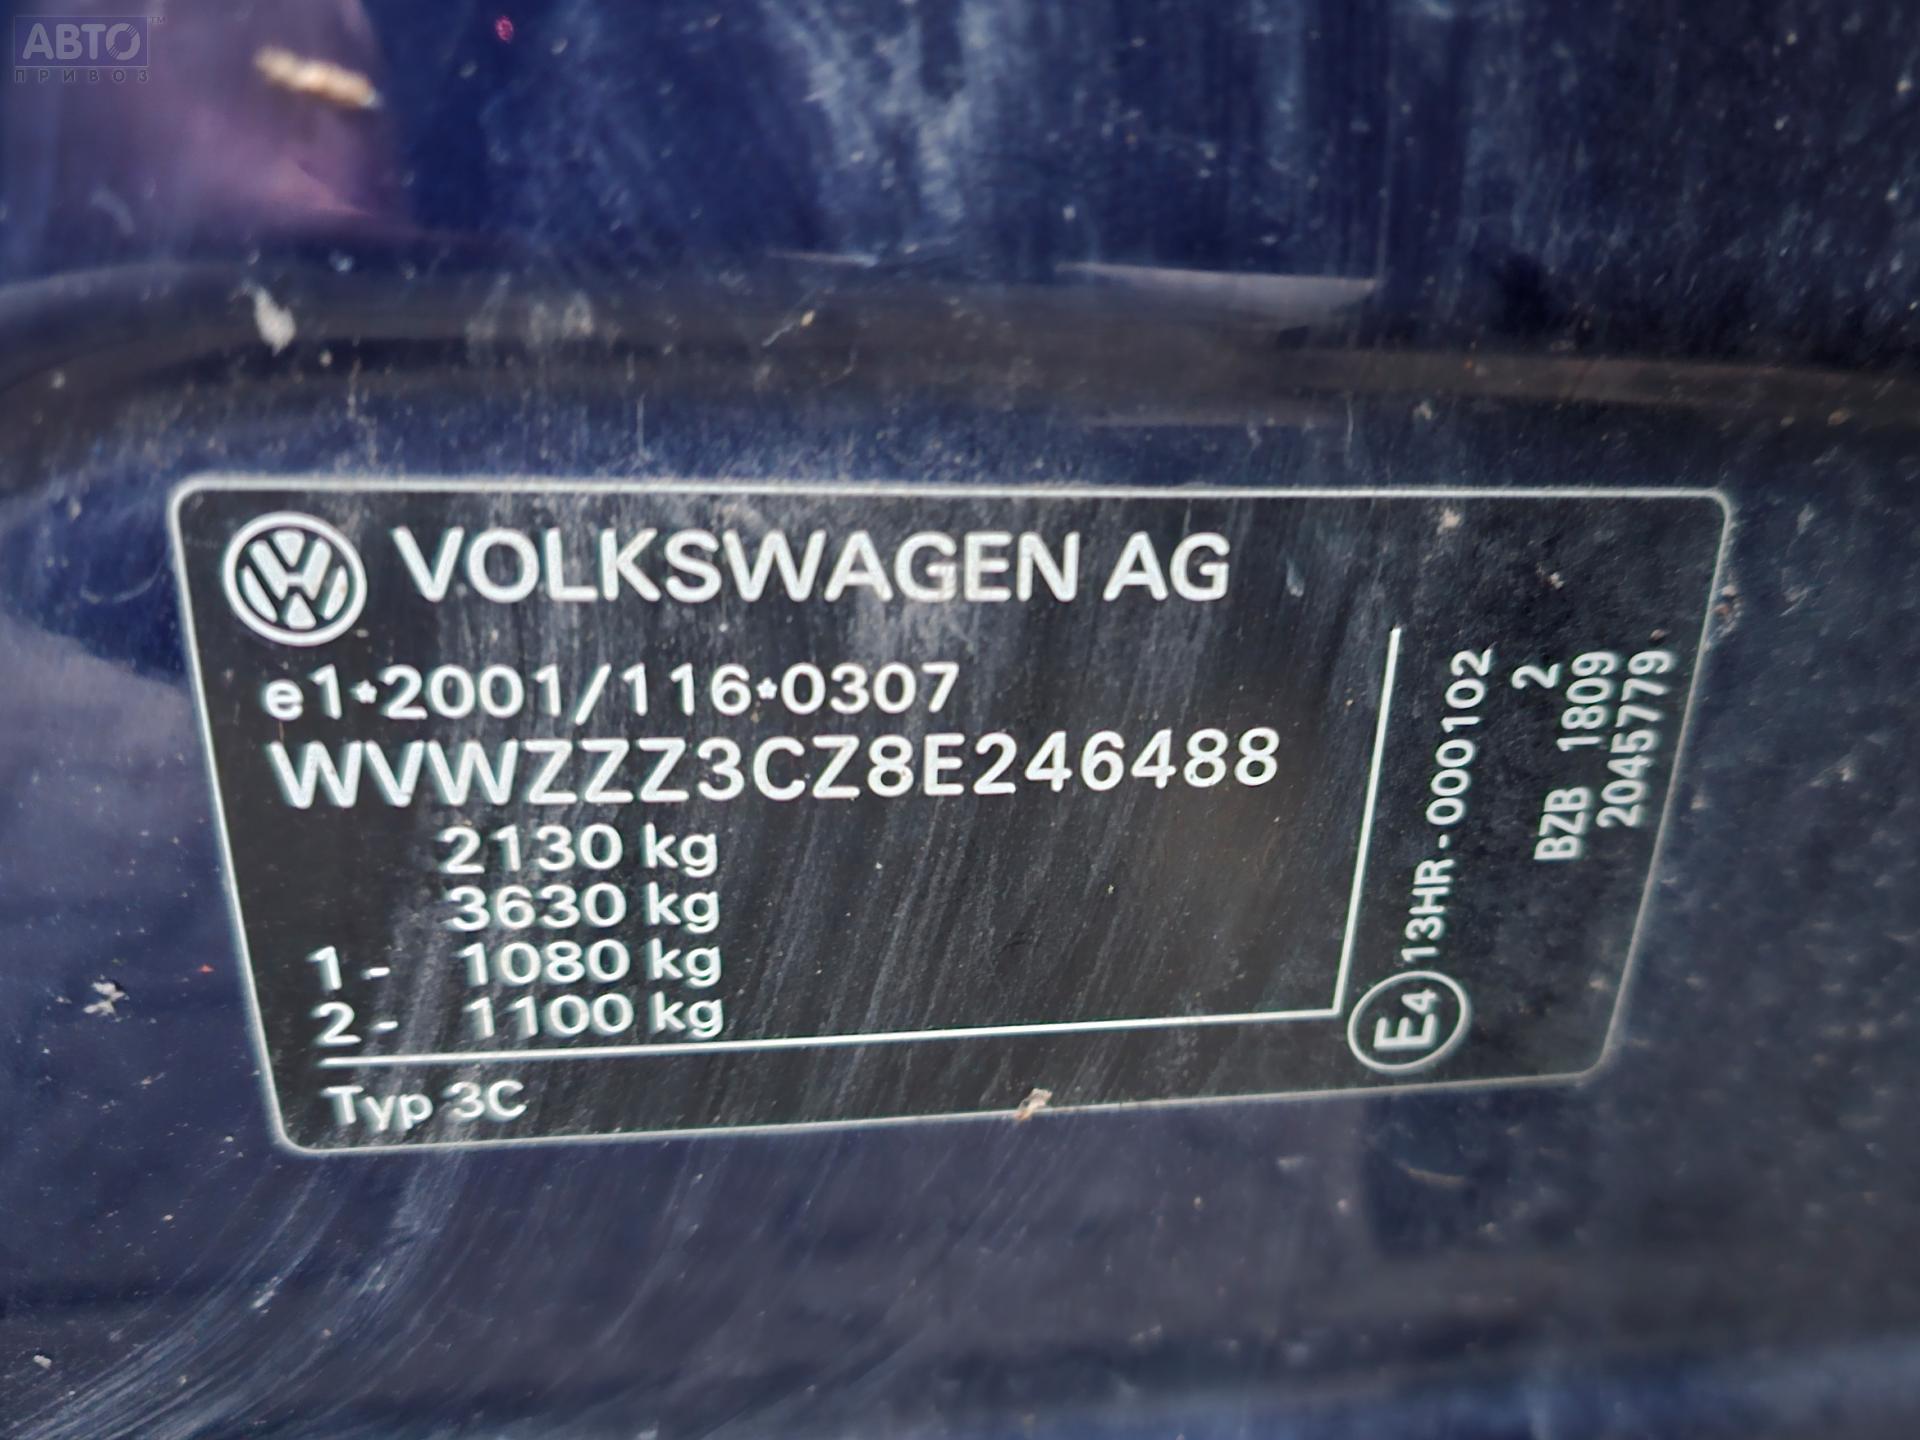 АВТО™
ПРИВОЗ
VOLKSWAGEN AG
e1*2001/116*0307
WVWZZZ3CZ8E246488
2130 kg
3630 kg
1- 1080 kg
2- 1100 kg
Typ 3C
E4 13HR-000102
2
BZB 1809
2045779